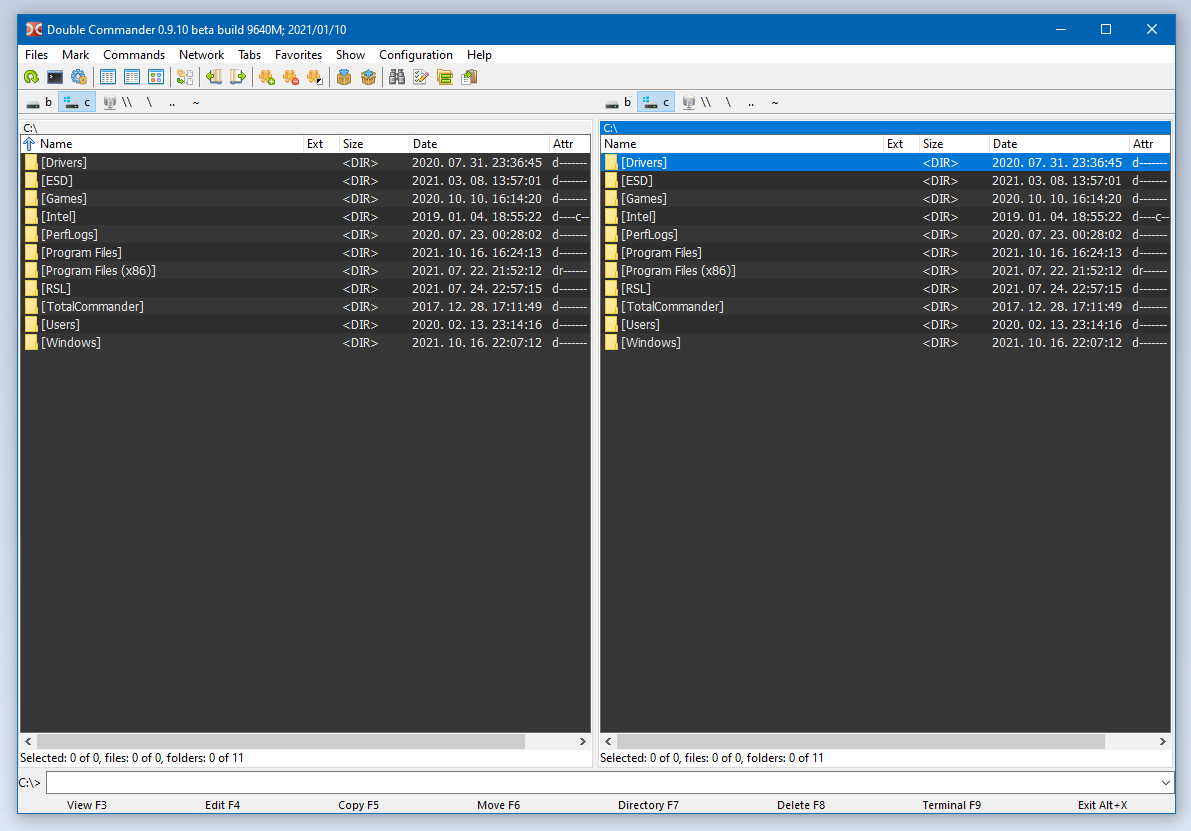 Double Commander 0.9.10 beta build 9640M; 2021/01/10
Files Mark Commands Network Tabs Favorites Show Configuration Help
b c \\ \ .. ~
b c \\ \ .. ~
C:\
Name Ext Size Date Attr
[Drivers] <DIR> 2020. 07. 31. 23:36:45 d-------
[ESD] <DIR> 2021. 03. 08. 13:57:01 d-------
[Games] <DIR> 2020. 10. 10. 16:14:20 d-------
[Intel] <DIR> 2019. 01. 04. 18:55:22 d----c--
[PerfLogs] <DIR> 2020. 07. 23. 00:28:02 d-------
[Program Files] <DIR> 2021. 10. 16. 16:24:13 d-------
[Program Files (x86)] <DIR> 2021. 07. 22. 21:52:12 dr------
[RSL] <DIR> 2021. 07. 24. 22:57:15 d-------
[TotalCommander] <DIR> 2017. 12. 28. 17:11:49 d-------
[Users] <DIR> 2020. 02. 13. 23:14:16 d-------
[Windows] <DIR> 2021. 10. 16. 22:07:12 d-------
Selected: 0 of 0, files: 0 of 0, folders: 0 of 11
C:\
Name Ext Size Date Attr
[Drivers] <DIR> 2020. 07. 31. 23:36:45 d-------
[ESD] <DIR> 2021. 03. 08. 13:57:01 d-------
[Games] <DIR> 2020. 10. 10. 16:14:20 d-------
[Intel] <DIR> 2019. 01. 04. 18:55:22 d----c--
[PerfLogs] <DIR> 2020. 07. 23. 00:28:02 d-------
[Program Files] <DIR> 2021. 10. 16. 16:24:13 d-------
[Program Files (x86)] <DIR> 2021. 07. 22. 21:52:12 dr------
[RSL] <DIR> 2021. 07. 24. 22:57:15 d-------
[TotalCommander] <DIR> 2017. 12. 28. 17:11:49 d-------
[Users] <DIR> 2020. 02. 13. 23:14:16 d-------
[Windows] <DIR> 2021. 10. 16. 22:07:12 d-------
Selected: 0 of 0, files: 0 of 0, folders: 0 of 11
C:\>
View F3 Edit F4 Copy F5 Move F6 Directory F7 Delete F8 Terminal F9 Exit Alt+X